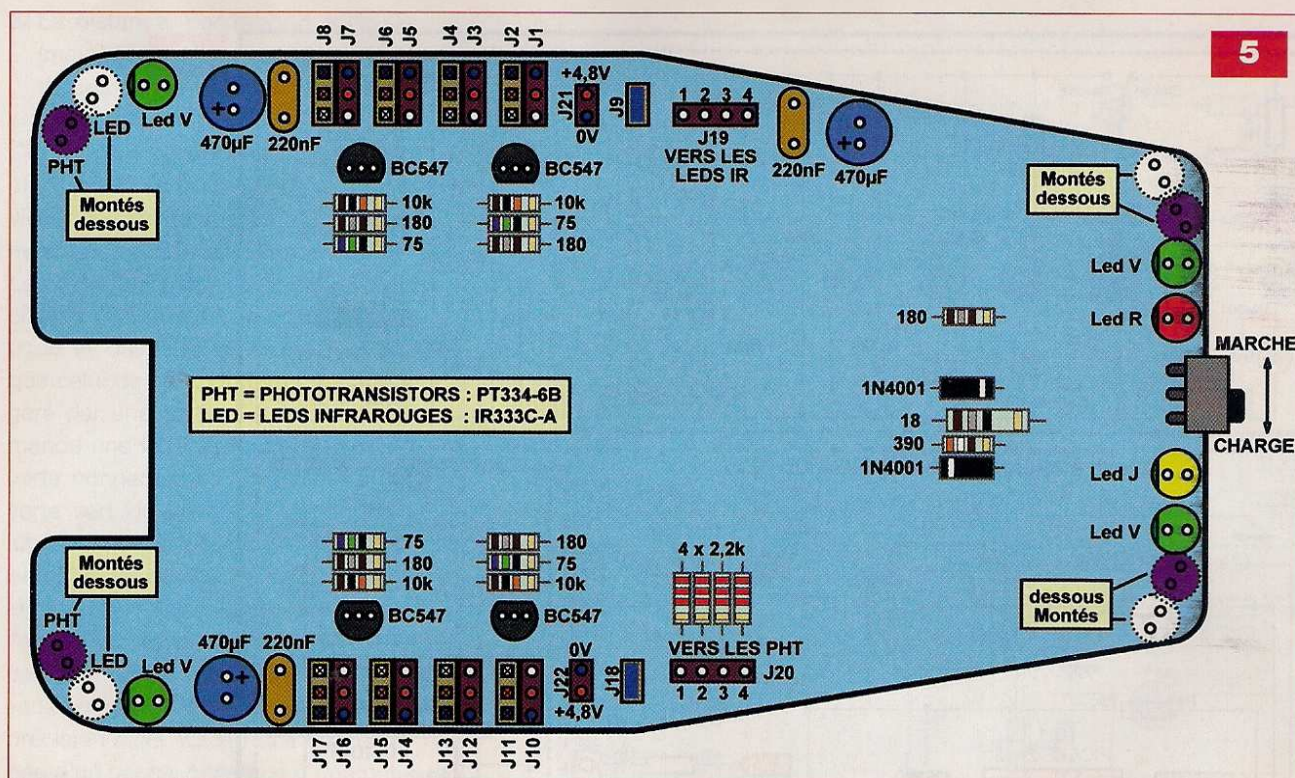 5
J8
J7
J6
J5
J4
J3
J2
J1
+4,8V
J21
0V
J9
1 2 3 4
J19
VERS LES
LEDS IR
220nF
470µF
+
LED
PHT
Led V
470µF
+
220nF
Montés
dessous
BC547
BC547
10k
180
75
10k
75
180
Montés
dessous
Led V
180
Led R
MARCHE
PHT = PHOTOTRANSISTORS : PT334-6B
LED = LEDS INFRAROUGES : IR333C-A
1N4001
18
390
1N4001
CHARGE
Led J
Led V
75
180
10k
180
75
10k
4 x 2,2k
Montés
dessous
dessous
Montés
BC547
BC547
PHT
LED
Led V
470µF
+
220nF
0V
J22
+4,8V
J18
VERS LES PHT
J20
1 2 3 4
J17
J16
J15
J14
J13
J12
J11
J10